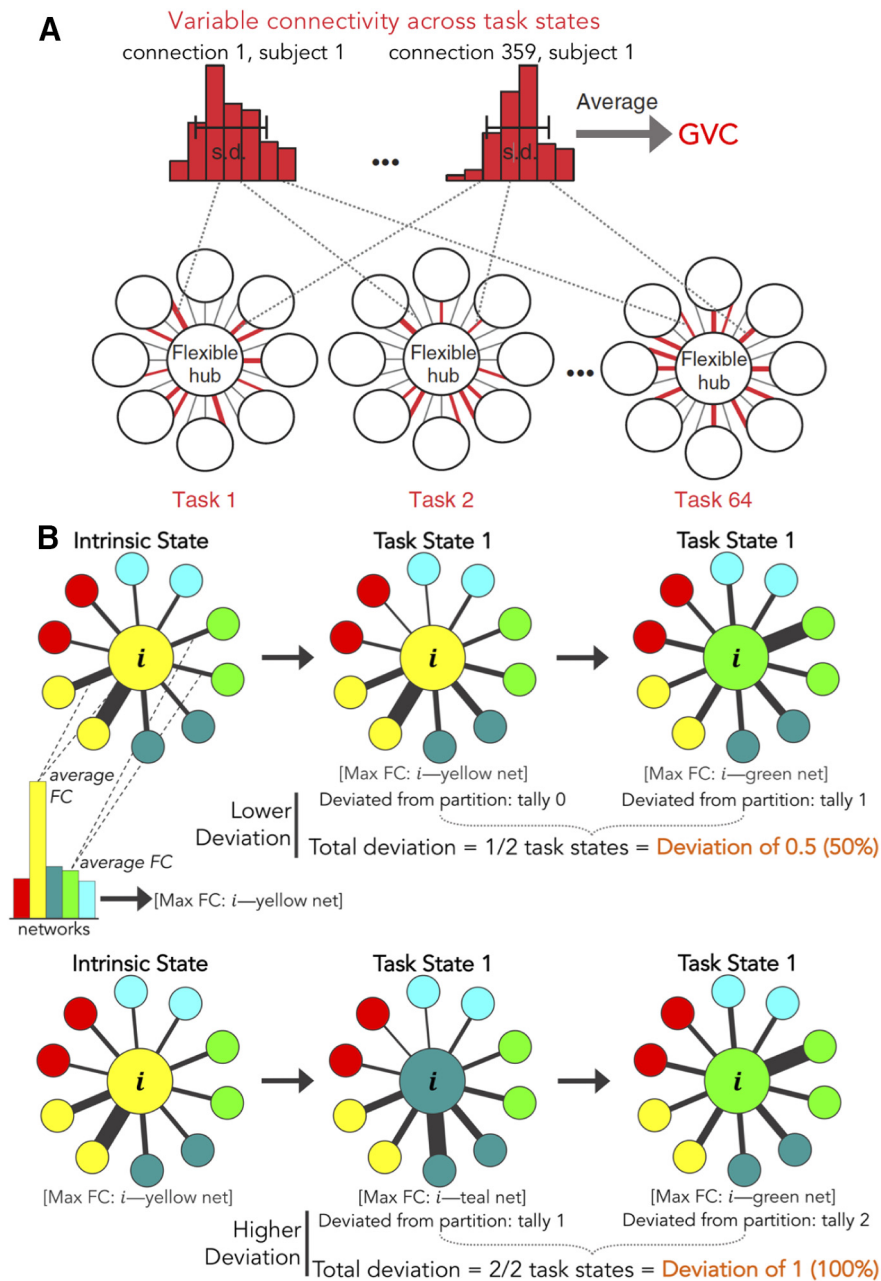 A
Variable connectivity across task states
connection 1, subject 1
connection 359, subject 1
s.d.
s.d.
Average
GVC
...
Flexible
hub
Flexible
hub
...
Flexible
hub
Task 1
Task 2
Task 64
B
Intrinsic State
Task State 1
Task State 1
i
i
i
average
FC
average FC
networks
[Max FC: i—yellow net]
[Max FC: i—yellow net]
Deviated from partition: tally 0
[Max FC: i—green net]
Deviated from partition: tally 1
Lower
Deviation
Total deviation = 1/2 task states = Deviation of 0.5 (50%)
Intrinsic State
Task State 1
Task State 1
i
i
i
[Max FC: i—yellow net]
[Max FC: i—teal net]
Deviated from partition: tally 1
[Max FC: i—green net]
Deviated from partition: tally 2
Higher
Deviation
Total deviation = 2/2 task states = Deviation of 1 (100%)